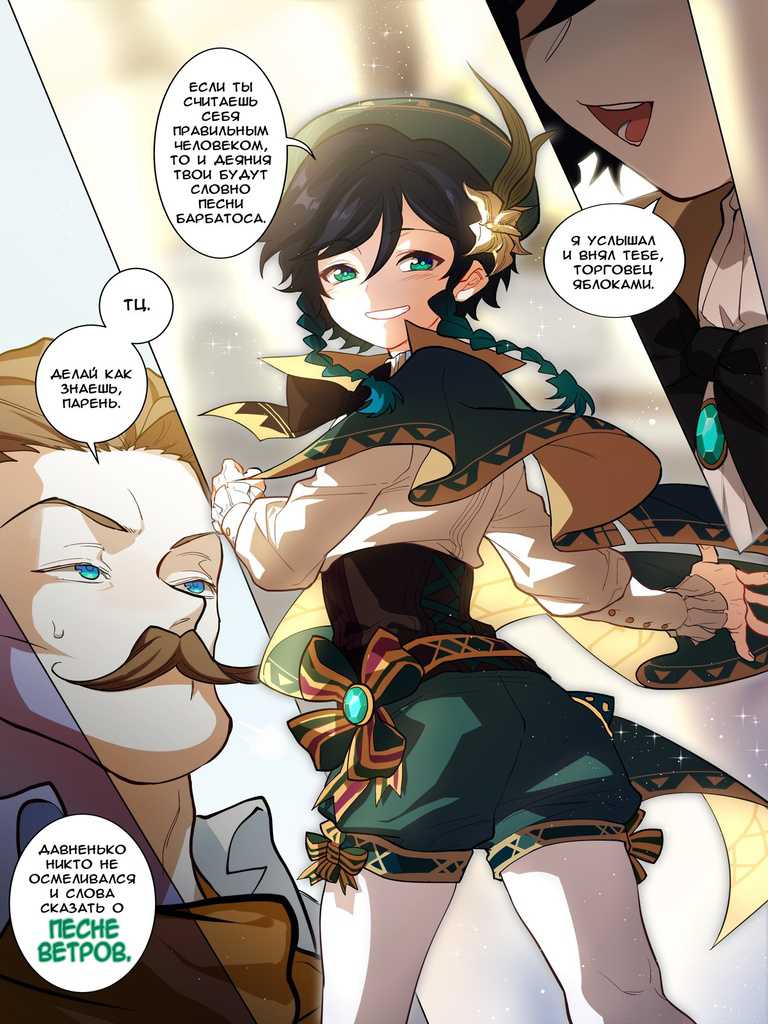 ЕСЛИ ТЫ
СЧИТАЕШЬ
СЕБЯ
ПРАВИЛЬНЫМ
ЧЕЛОВЕКОМ,
ТО И ДЕЯНИЯ
ТВОИ БУДУТ
СЛОВНО
ПЕСНИ
БАРБАТОСА.
Я УСЛЫШАЛ
И ВНЯЛ ТЕБЕ,
ТОРГОВЕЦ
ЯБЛОКАМИ.
ТЦ.
ДЕЛАЙ КАК
ЗНАЕШЬ,
ПАРЕНЬ.
ДАВНЕНЬКО
НИКТО НЕ
ОСМЕЛИВАЛСЯ
И СЛОВА
СКАЗАТЬ О
ПЕСНЕ
ВЕТРОВ.